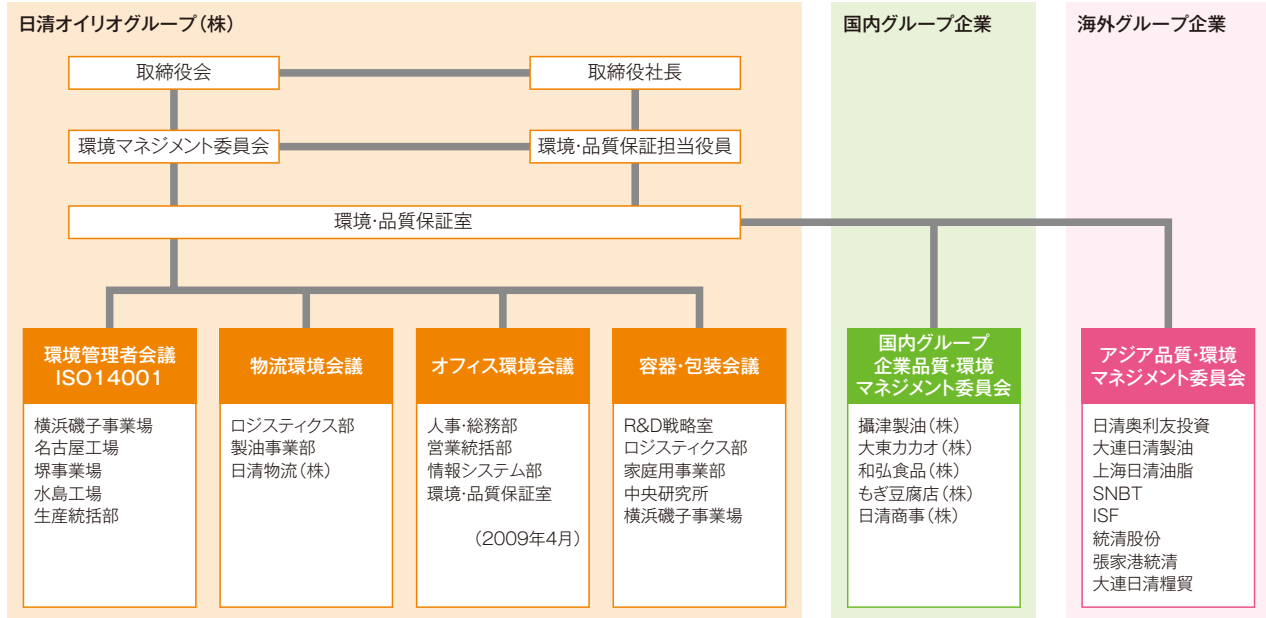 日清オイリオグループ(株)
国内グループ企業
海外グループ企業
取締役会
取締役社長
環境マネジメント委員会
環境・品質保証担当役員
環境・品質保証室
環境管理者会議
ISO14001
横浜磯子事業場
名古屋工場
堺事業場
水島工場
生産統括部
物流環境会議
ロジスティクス部
製油事業部
日清物流(株)
オフィス環境会議
人事・総務部
営業統括部
情報システム部
環境・品質保証室
(2009年4月)
容器・包装会議
R&D戦略室
ロジスティクス部
家庭用事業部
中央研究所
横浜磯子事業場
国内グループ
企業品質・環境
マネジメント委員会
攝津製油(株)
大東カカオ(株)
和弘食品(株)
もぎ豆腐店(株)
日清商事(株)
アジア品質・環境
マネジメント委員会
日清奥利友投資
大連日清製油
上海日清油脂
SNBT
ISF
統清股份
張家港統清
大連日清糧貿